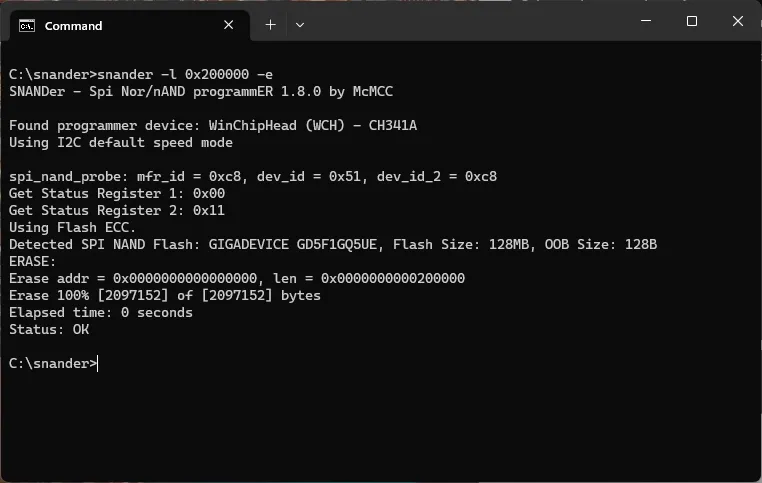 Command
C:\snander>snander -l 0x200000 -e
SNANDer - Spi Nor/nAND programmER 1.8.0 by McMCC
Found programmer device: WinChipHead (WCH) - CH341A
Using I2C default speed mode
spi_nand_probe: mfr_id = 0xc8, dev_id = 0x51, dev_id_2 = 0xc8
Get Status Register 1: 0x00
Get Status Register 2: 0x11
Using Flash ECC.
Detected SPI NAND Flash: GIGADEVICE GD5F1GQ5UE, Flash Size: 128MB, OOB Size: 128B
ERASE:
Erase addr = 0x0000000000000000, len = 0x0000000000200000
Erase 100% [2097152] of [2097152] bytes
Elapsed time: 0 seconds
Status: OK
C:\snander>